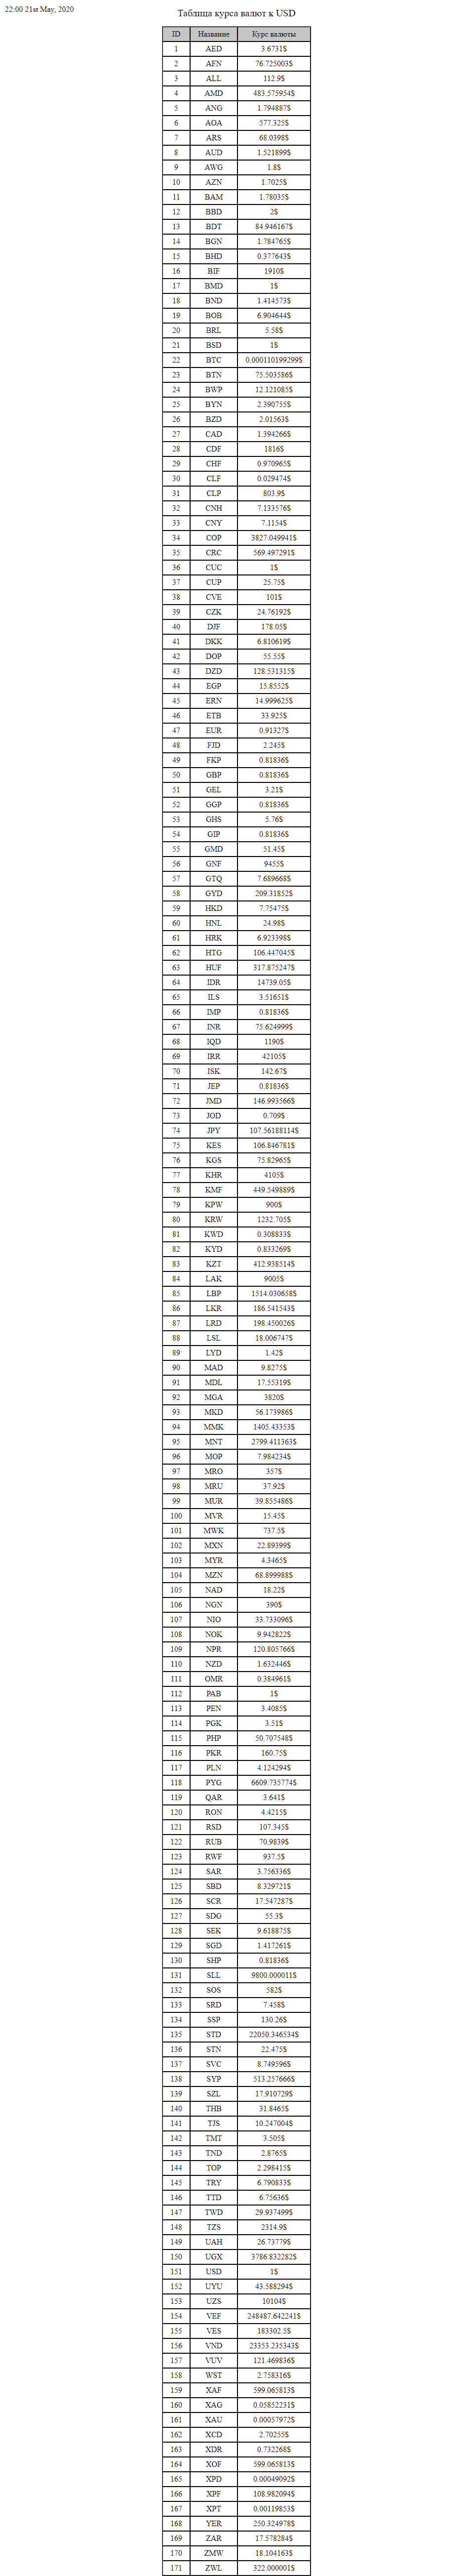 22:00 21st May, 2020
Таблица курса валют к USD
ID Название Курс валюты
1 AED 3.6731$
2 AFN 76.725003$
3 ALL 112.9$
4 AMD 483.575954$
5 ANG 1.794887$
6 AOA 577.325$
7 ARS 68.0398$
8 AUD 1.521899$
9 AWG 1.8$
10 AZN 1.7025$
11 BAM 1.78035$
12 BBD 2$
13 BDT 84.946167$
14 BGN 1.784765$
15 BHD 0.377643$
16 BIF 1910$
17 BMD 1$
18 BND 1.414573$
19 BOB 6.904644$
20 BRL 5.58$
21 BSD 1$
22 BTC 0.000110199299$
23 BTN 75.503586$
24 BWP 12.121085$
25 BYN 2.390755$
26 BZD 2.01563$
27 CAD 1.394266$
28 CDF 1816$
29 CHF 0.970965$
30 CLF 0.029474$
31 CLP 803.9$
32 CNH 7.133576$
33 CNY 7.1154$
34 COP 3827.049941$
35 CRC 569.497291$
36 CUC 1$
37 CUP 25.75$
38 CVE 101$
39 CZK 24.76192$
40 DJF 178.05$
41 DKK 6.810619$
42 DOP 55.55$
43 DZD 128.531315$
44 EGP 15.8552$
45 ERN 14.999625$
46 ETB 33.925$
47 EUR 0.91327$
48 FJD 2.245$
49 FKP 0.81836$
50 GBP 0.81836$
51 GEL 3.21$
52 GGP 0.81836$
53 GHS 5.76$
54 GIP 0.81836$
55 GMD 51.45$
56 GNF 9455$
57 GTQ 7.689668$
58 GYD 209.31852$
59 HKD 7.75475$
60 HNL 24.98$
61 HRK 6.923398$
62 HTG 106.447045$
63 HUF 317.875247$
64 IDR 14739.05$
65 ILS 3.51651$
66 IMP 0.81836$
67 INR 75.624999$
68 IQD 1190$
69 IRR 42105$
70 ISK 142.67$
71 JEP 0.81836$
72 JMD 146.993566$
73 JOD 0.709$
74 JPY 107.56188114$
75 KES 106.846781$
76 KGS 75.82965$
77 KHR 4105$
78 KMF 449.549889$
79 KPW 900$
80 KRW 1232.705$
81 KWD 0.308833$
82 KYD 0.833269$
83 KZT 412.938514$
84 LAK 9005$
85 LBP 1514.030658$
86 LKR 186.541543$
87 LRD 198.450026$
88 LSL 18.006747$
89 LYD 1.42$
90 MAD 9.8275$
91 MDL 17.55319$
92 MGA 3820$
93 MKD 56.173986$
94 MMK 1405.43353$
95 MNT 2799.411363$
96 MOP 7.984234$
97 MRO 357$
98 MRU 37.92$
99 MUR 39.855486$
100 MVR 15.45$
101 MWK 737.5$
102 MXN 22.89399$
103 MYR 4.3465$
104 MZN 68.899988$
105 NAD 18.22$
106 NGN 390$
107 NIO 33.733096$
108 NOK 9.942822$
109 NPR 120.805766$
110 NZD 1.632446$
111 OMR 0.384961$
112 PAB 1$
113 PEN 3.4085$
114 PGK 3.51$
115 PHP 50.707548$
116 PKR 160.75$
117 PLN 4.124294$
118 PYG 6609.735774$
119 QAR 3.641$
120 RON 4.4215$
121 RSD 107.345$
122 RUB 70.9839$
123 RWF 937.5$
124 SAR 3.756336$
125 SBD 8.329721$
126 SCR 17.547287$
127 SDG 55.3$
128 SEK 9.618875$
129 SGD 1.417261$
130 SHP 0.81836$
131 SLL 9800.000011$
132 SOS 582$
133 SRD 7.458$
134 SSP 130.26$
135 STD 22050.346534$
136 STN 22.475$
137 SVC 8.749596$
138 SYP 513.257666$
139 SZL 17.910729$
140 THB 31.8465$
141 TJS 10.247004$
142 TMT 3.505$
143 TND 2.8765$
144 TOP 2.298415$
145 TRY 6.790833$
146 TTD 6.75636$
147 TWD 29.937499$
148 TZS 2314.9$
149 UAH 26.73779$
150 UGX 3786.832282$
151 USD 1$
152 UYU 43.588294$
153 UZS 10104$
154 VEF 248487.642241$
155 VES 183302.5$
156 VND 23353.235343$
157 VUV 121.469836$
158 WST 2.758316$
159 XAF 599.065813$
160 XAG 0.05852231$
161 XAU 0.00057972$
162 XCD 2.70255$
163 XDR 0.732268$
164 XOF 599.065813$
165 XPD 0.00049092$
166 XPF 108.982094$
167 XPT 0.00119853$
168 YER 250.324978$
169 ZAR 17.578284$
170 ZMW 18.104163$
171 ZWL 322.000001$